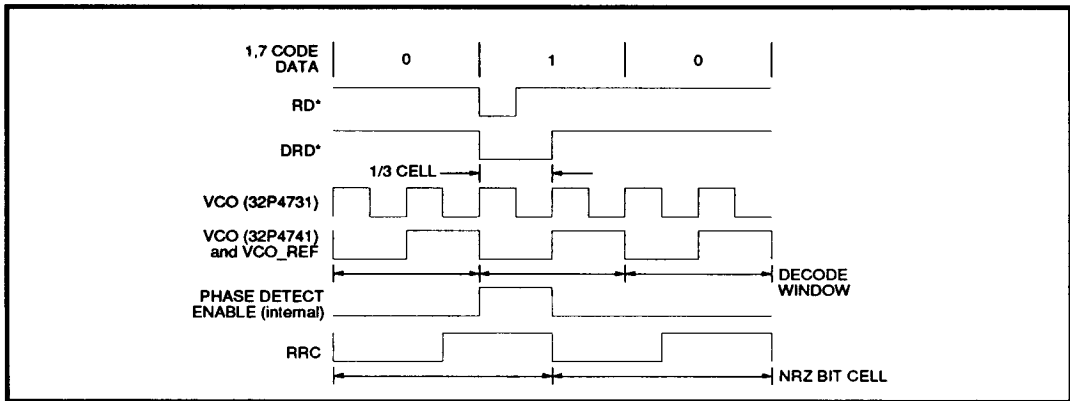 1,7 CODE
DATA
0 1 0
RD*
DRD*
1/3 CELL
VCO (32P4731)
VCO (32P4741)
and VCO_REF
DECODE
WINDOW
PHASE DETECT
ENABLE (internal)
RRC
NRZ BIT CELL